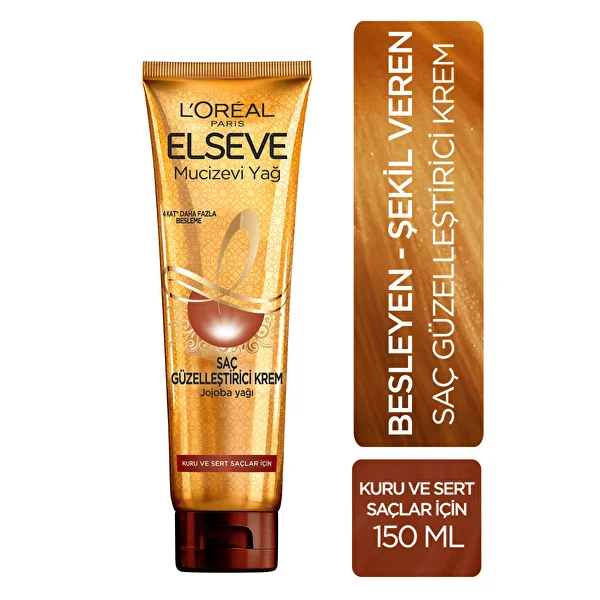 L'ORÉAL
PARIS
ELSEVE
Mucizevi Yağ
4 KAT* DAHA FAZLA
BESLEME
SAÇ
GÜZELLEŞTİRİCİ KREM
Jojoba yağı
KURU VE SERT SAÇLAR İÇİN
BESLEYEN - ŞEKİL VEREN
SAÇ GÜZELLEŞTİRİCİ KREM
KURU VE SERT
SAÇLAR İÇİN
150 ML